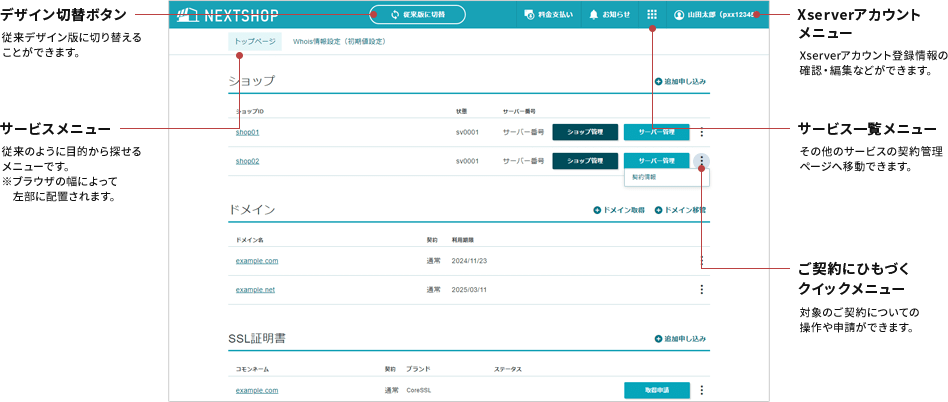 デザイン切替ボタン
従来デザイン版に切り替える
ことができます。
サービスメニュー
従来のように目的から探せる
メニューです。
※ブラウザの幅によって
左部に配置されます。
NEXTSHOP
従来版に切替
料金支払い
お知らせ
山田太郎（pxx12345
トップページ
Whois情報設定（初期値設定）
ショップ
追加申し込み
ショップID 状態 サーバー番号
shop01 sv0001 サーバー番号 ショップ管理 サーバー管理
shop02 sv0001 サーバー番号 ショップ管理 サーバー管理
契約情報
ドメイン
ドメイン取得
ドメイン移管
ドメイン名 契約 利用期限
example.com 通常 2024/11/23
example.net 通常 2025/03/11
SSL証明書
追加申し込み
コモンネーム 契約 ブランド ステータス
example.com 通常 CoreSSL 取得申請
Xserverアカウント
メニュー
Xserverアカウント登録情報の
確認・編集などができます。
サービス一覧メニュー
その他のサービスの契約管理
ページへ移動できます。
ご契約にひもづく
クイックメニュー
対象のご契約についての
操作や申請ができます。